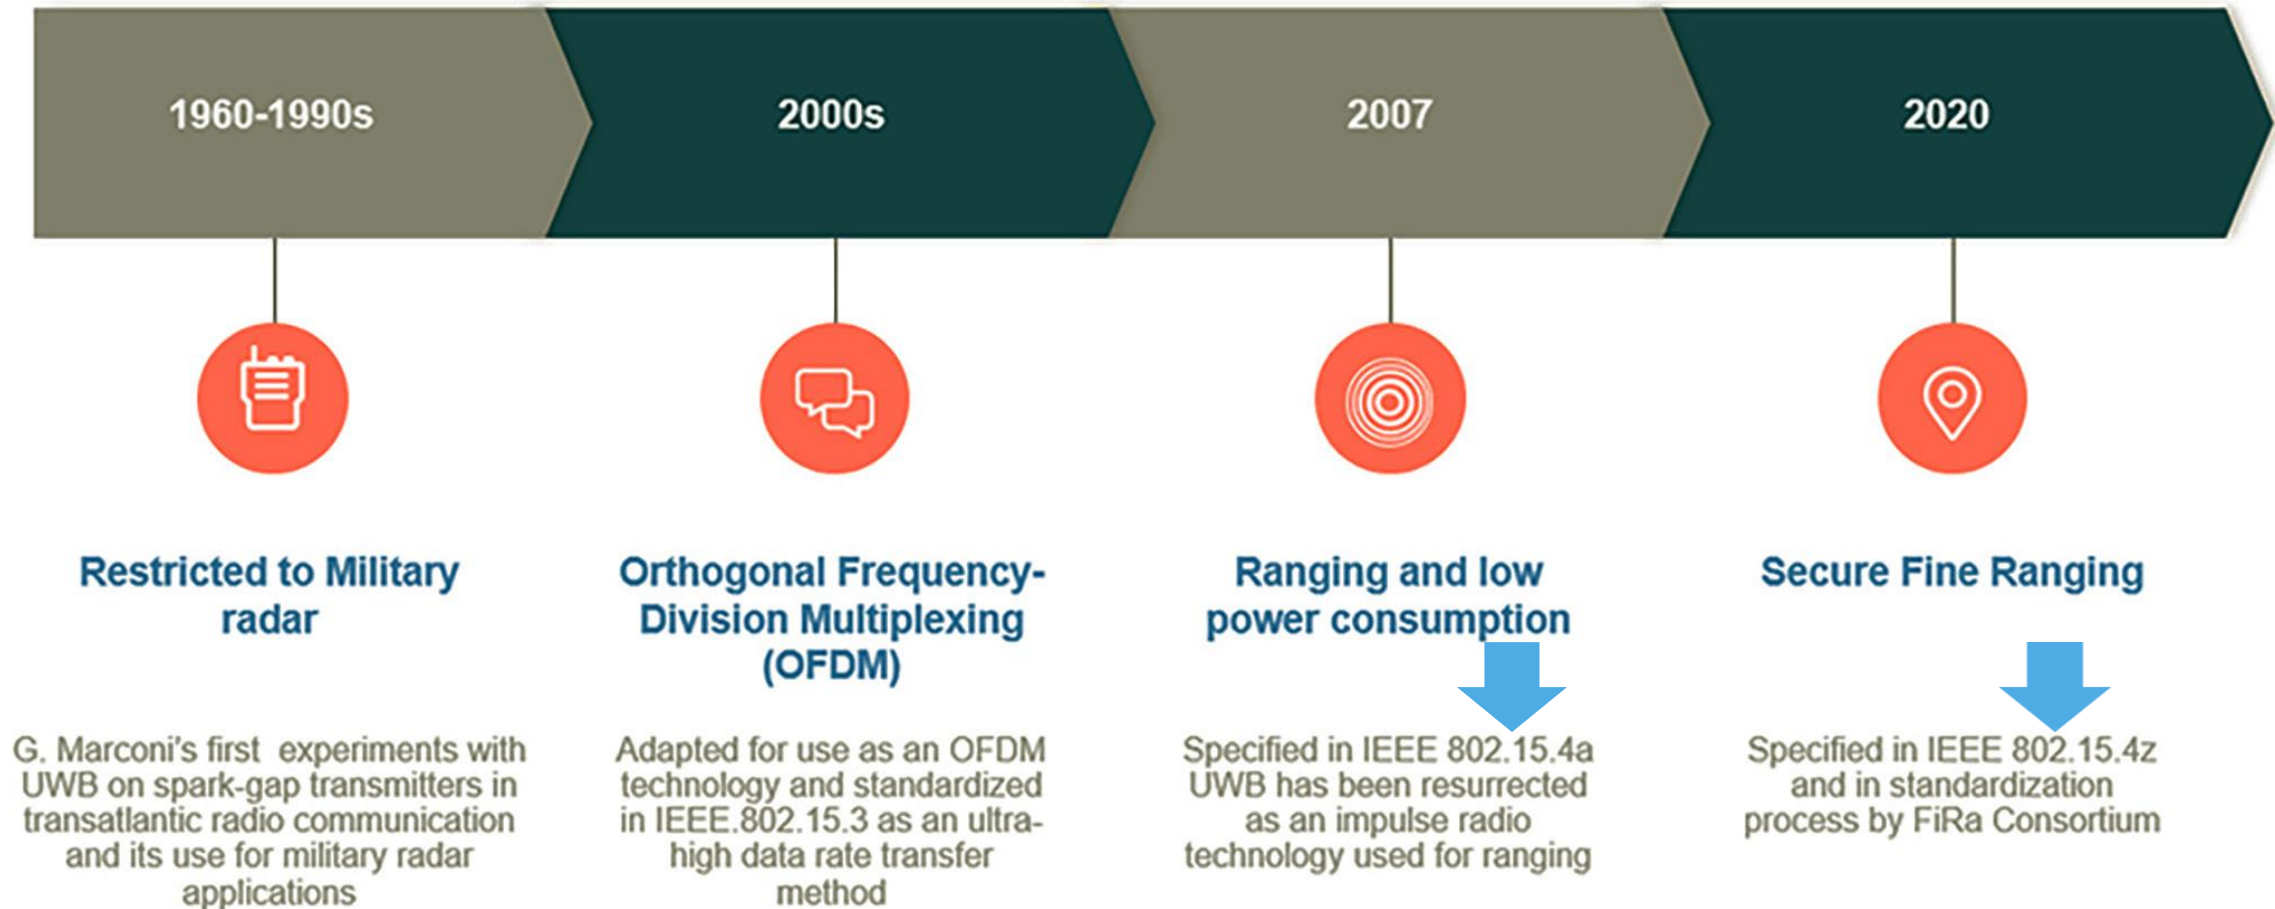 1960-1990s
2000s
2007
2020
Restricted to Military
radar
G. Marconi's first experiments with
UWB on spark-gap transmitters in
transatlantic radio communication
and its use for military radar
applications
Orthogonal Frequency-
Division Multiplexing
(OFDM)
Adapted for use as an OFDM
technology and standardized
in IEEE.802.15.3 as an ultra-
high data rate transfer
method
Ranging and low
power consumption
Specified in IEEE 802.15.4a
UWB has been resurrected
as an impulse radio
technology used for ranging
Secure Fine Ranging
Specified in IEEE 802.15.4z
and in standardization
process by FiRa Consortium